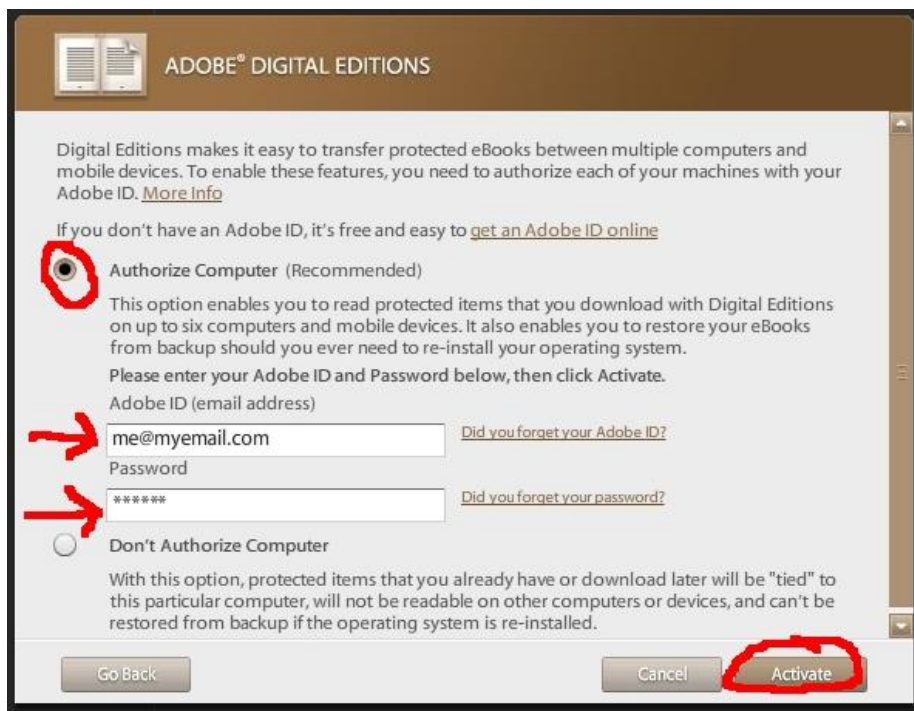 ADOBE® DIGITAL EDITIONS
Digital Editions makes it easy to transfer protected eBooks between multiple computers and
mobile devices. To enable these features, you need to authorize each of your machines with your
Adobe ID. More Info
If you don't have an Adobe ID, it's free and easy to get an Adobe ID online
Authorize Computer (Recommended)
This option enables you to read protected items that you download with Digital Editions
on up to six computers and mobile devices. It also enables you to restore your eBooks
from backup should you ever need to re-install your operating system.
Please enter your Adobe ID and Password below, then click Activate.
Adobe ID (email address)
me@myemail.com Did you forget your Adobe ID?
Password
****** Did you forget your password?
Don't Authorize Computer
With this option, protected items that you already have or download later will be "tied" to
this particular computer, will not be readable on other computers or devices, and can't be
restored from backup if the operating system is re-installed.
Go Back Cancel Activate